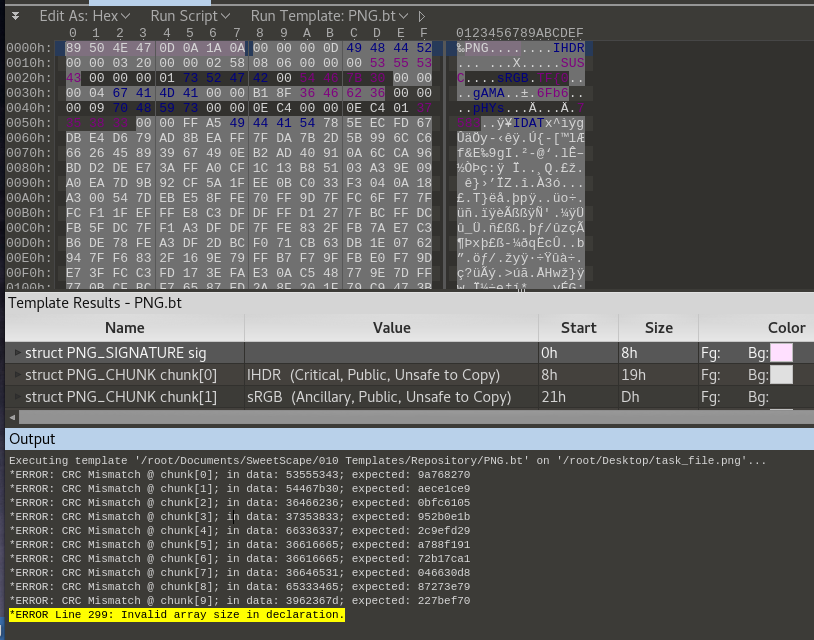 Edit As: Hex Run Script Run Template: PNG.bt
0 1 2 3 4 5 6 7 8 9 A B C D E F 0123456789ABCDEF
0000h: 89 50 4E 47 0D 0A 1A 0A 00 00 00 0D 49 48 44 52 ‰PNG........IHDR
0010h: 00 00 03 20 00 00 02 58 08 06 00 00 00 53 55 53 ... ...X.....SUS
0020h: 43 00 00 00 01 73 52 47 42 00 00 00 C....sRGB.
0030h: 00 04 67 41 4D 41 00 00 B1 8F 36 46 62 36 00 00 ..gAMA..±.6Fb6..
0040h: 00 09 70 48 59 73 00 00 0E C4 00 00 0E C4 01 ..pHYs...Ä...Ä.
0050h: 00 00 FF A5 49 44 41 54 78 5E EC FD 67 ..ÿ¥IDATx^ìýg
0060h: DB E4 D6 79 AD 8B EA FF 7F DA 7B 2D 5B 99 6C C6
0070h: 66 26 45 89 39 67 49 0E B2 AD 40 91 0A 6C CA 96 f&E‰9gI.²-@‘.lÊ–
0080h: BD D2 DE E7 3A FF A0 CF 1C 13 B8 51 03 A3 9E 09
0090h: A0 EA 7D 9B 92 CF 5A 1F EE 0B C0 33 F3 04 0A 18 ê}›’ÏZ.î.À3ó...
00A0h: A3 00 54 7D EB E5 8F FE 70 FF 9D 7F FC 6F F7 7F £.T}ëå.þpÿ..üo÷.
00B0h: FC F1 1F EF FF E8 C3 DF DF FF D1 27 7F BC FF DC üñ.ïÿèÃßßÿÑ'.¼ÿÜ
00C0h: FB 5F DC 7F F1 A3 DF DF 7F FE 83 2F FB 7A E7 C3 û_Ü.ñ£ßß.þƒ/ûzçÃ
00D0h: B6 DE 78 FE A3 DF 2D BC F0 71 CB 63 DB 1E 07 62 ¶Þxþ£ß-¼ðqËcÛ..b
00E0h: 94 7F F6 83 2F 16 9E 79 FF B7 F7 9F FB E0 F7 9D ”.öƒ/.žyÿ·÷Ÿûà÷.
00F0h: E7 3F FC C3 FD 17 3E FA E3 0A C5 48 77 9E 7D FF ç?üÃý.>úã.ÅHwž}ÿ
0100h: 77 0B CF BC F7 65 87 ED 2A 8F 20 1F 79 C9 47 3B
Template Results - PNG.bt
Name Value Start Size Color
struct PNG_SIGNATURE sig 0h 8h Fg: Bg:
struct PNG_CHUNK chunk[0] IHDR (Critical, Public, Unsafe to Copy) 8h 19h Fg: Bg:
struct PNG_CHUNK chunk[1] sRGB (Ancillary, Public, Unsafe to Copy) 21h Dh Fg: Bg:
Output
Executing template '/root/Documents/SweetScape/010 Templates/Repository/PNG.bt' on '/root/Desktop/task_file.png'...
*ERROR: CRC Mismatch @ chunk[0]; in data: 53555343; expected: 9a768270
*ERROR: CRC Mismatch @ chunk[1]; in data: 54467b30; expected: aece1ce9
*ERROR: CRC Mismatch @ chunk[2]; in data: 36466236; expected: 0bfc6105
*ERROR: CRC Mismatch @ chunk[3]; in data: 37353833; expected: 952b0e1b
*ERROR: CRC Mismatch @ chunk[4]; in data: 66336337; expected: 2c9efd29
*ERROR: CRC Mismatch @ chunk[5]; in data: 36616665; expected: a788f191
*ERROR: CRC Mismatch @ chunk[6]; in data: 36616665; expected: 72b17ca1
*ERROR: CRC Mismatch @ chunk[7]; in data: 36646531; expected: 046630d8
*ERROR: CRC Mismatch @ chunk[8]; in data: 65333465; expected: 87273e79
*ERROR: CRC Mismatch @ chunk[9]; in data: 3962367d; expected: 227bef70
*ERROR Line 299: Invalid array size in declaration.